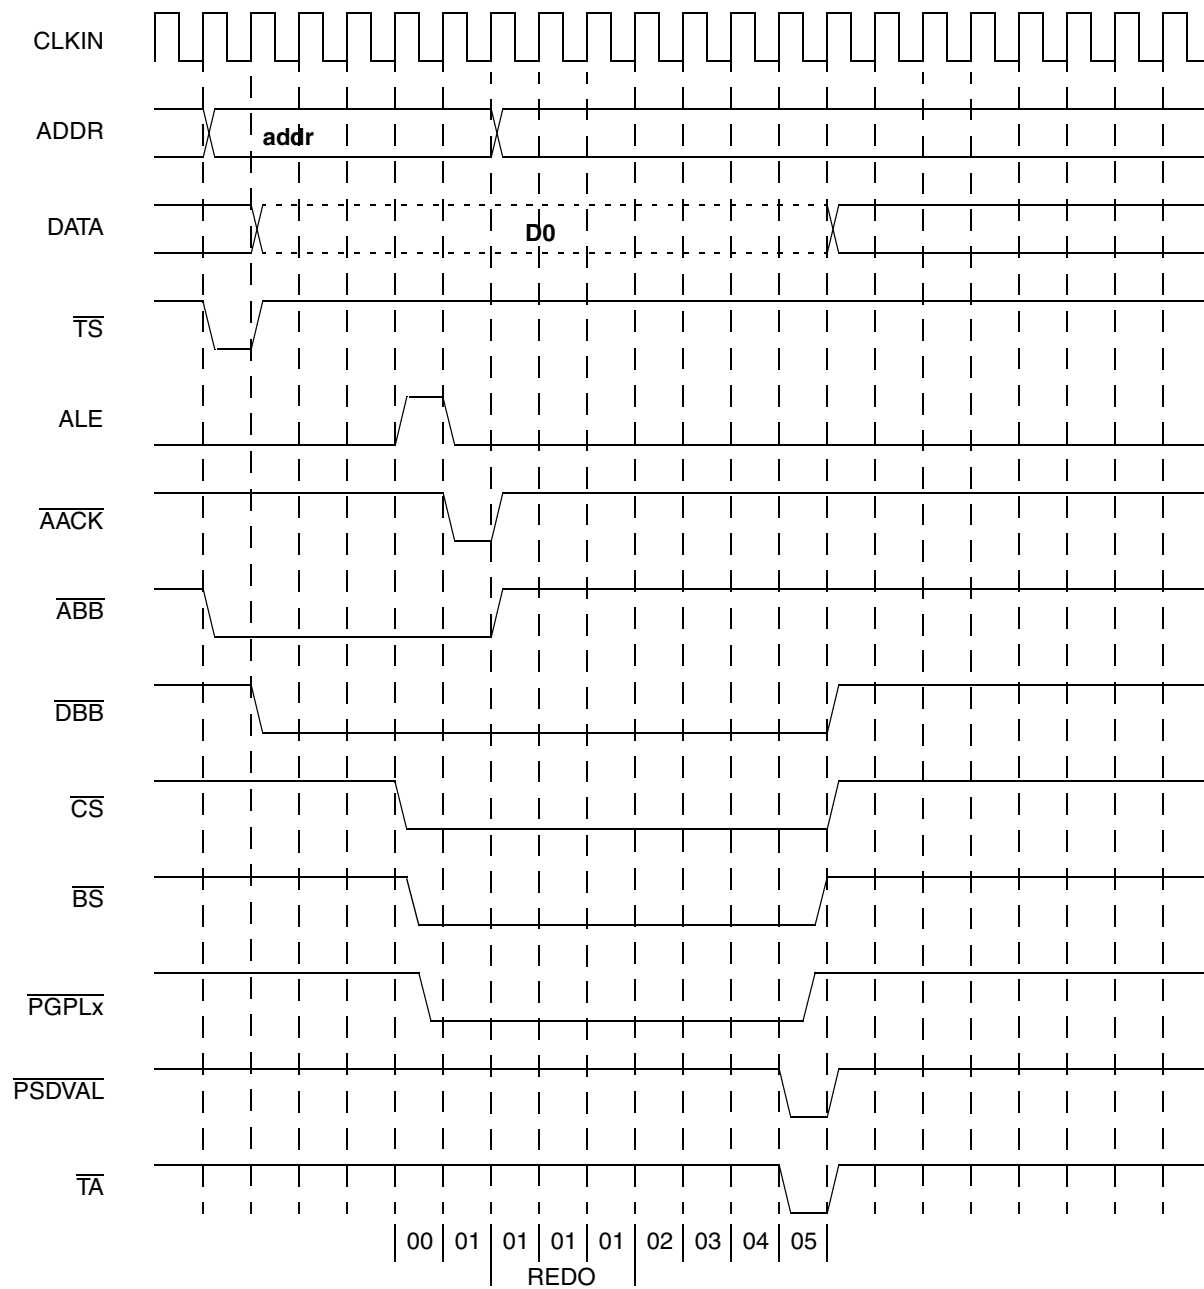 CLKIN
ADDR
addr
DATA
D0
TS
ALE
AACK
ABB
DBB
CS
BS
PGPLx
PSDVAL
TA
00 01 01 01 01 02 03 04 05
REDO